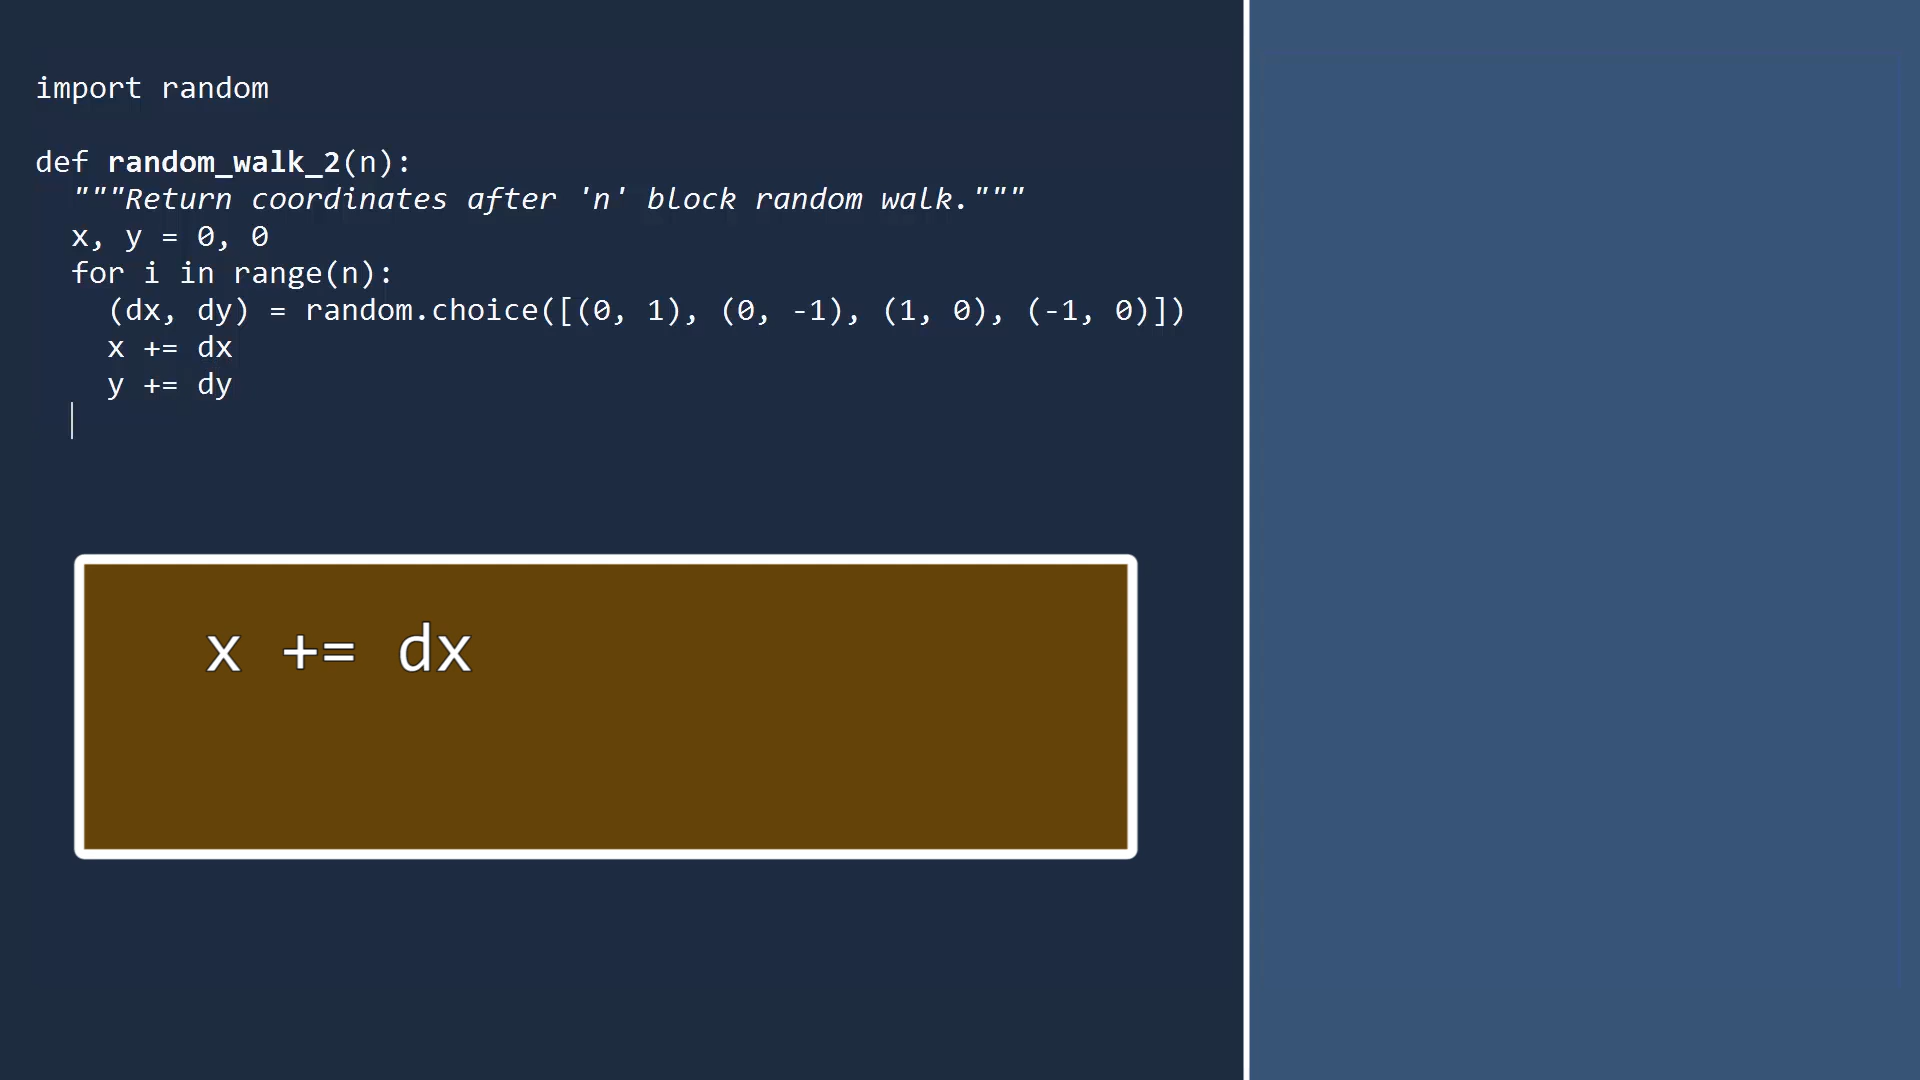 import random
def random_walk_2(n):
"""Return coordinates after 'n' block random walk."""
x, y = 0, 0
for i in range(n):
(dx, dy) = random.choice([(0, 1), (0, -1), (1, 0), (-1, 0)])
x += dx
y += dy
x += dx